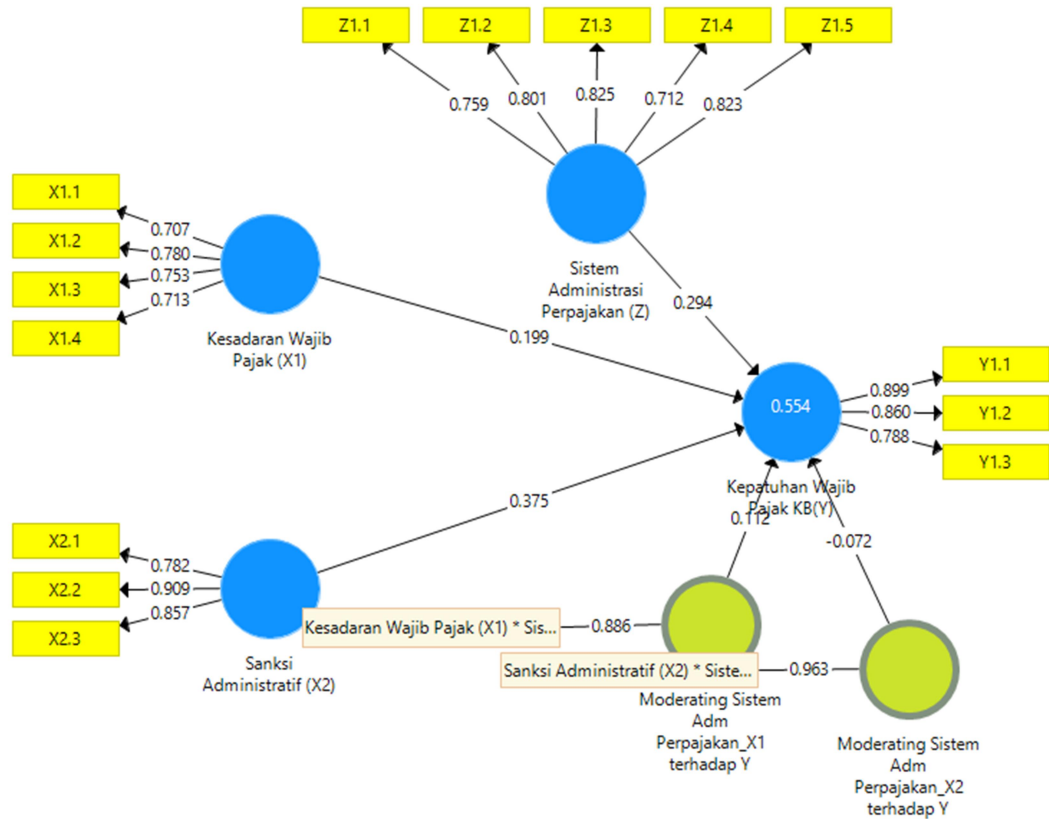 Z1.1
Z1.2
Z1.3
Z1.4
Z1.5
0.759
0.801
0.825
0.712
0.823
Sistem
Administrasi
Perpajakan (Z)
X1.1
X1.2
X1.3
X1.4
0.707
0.780
0.753
0.713
Kesadaran Wajib
Pajak (X1)
0.199
0.294
0.554
Kepatuhan Wajib
Pajak KB(Y)
0.899
0.860
0.788
Y1.1
Y1.2
Y1.3
0.375
0.112
-0.072
X2.1
X2.2
X2.3
0.782
0.909
0.857
Sanksi
Administratif (X2)
Kesadaran Wajib Pajak (X1) * Sis...
0.886
Sanksi Administratif (X2) * Siste...
0.963
Moderating Sistem
Adm
Perpajakan_X1
terhadap Y
Moderating Sistem
Adm
Perpajakan_X2
terhadap Y